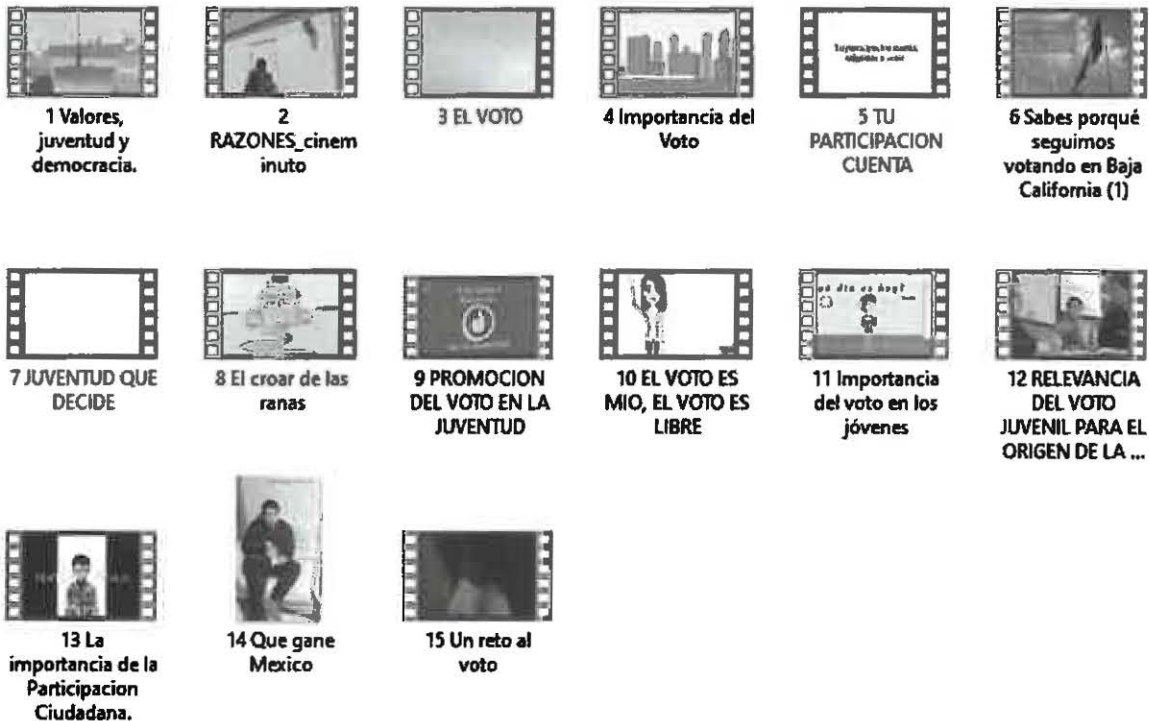 1 Valores,
juventud y
democracia.
2
RAZONES_cinem
inuto
3 EL VOTO
4 Importancia del
Voto
5 TU
PARTICIPACION
CUENTA
6 Sabes porqué
seguimos
votando en Baja
California (1)
7 JUVENTUD QUE
DECIDE
8 El croar de las
ranas
9 PROMOCION
DEL VOTO EN LA
JUVENTUD
10 EL VOTO ES
MIO, EL VOTO ES
LIBRE
11 Importancia
del voto en los
jóvenes
12 RELEVANCIA
DEL VOTO
JUVENIL PARA EL
ORIGEN DE LA ...
13 La
importancia de la
Participacion
Ciudadana.
14 Que gane
Mexico
15 Un reto al
voto